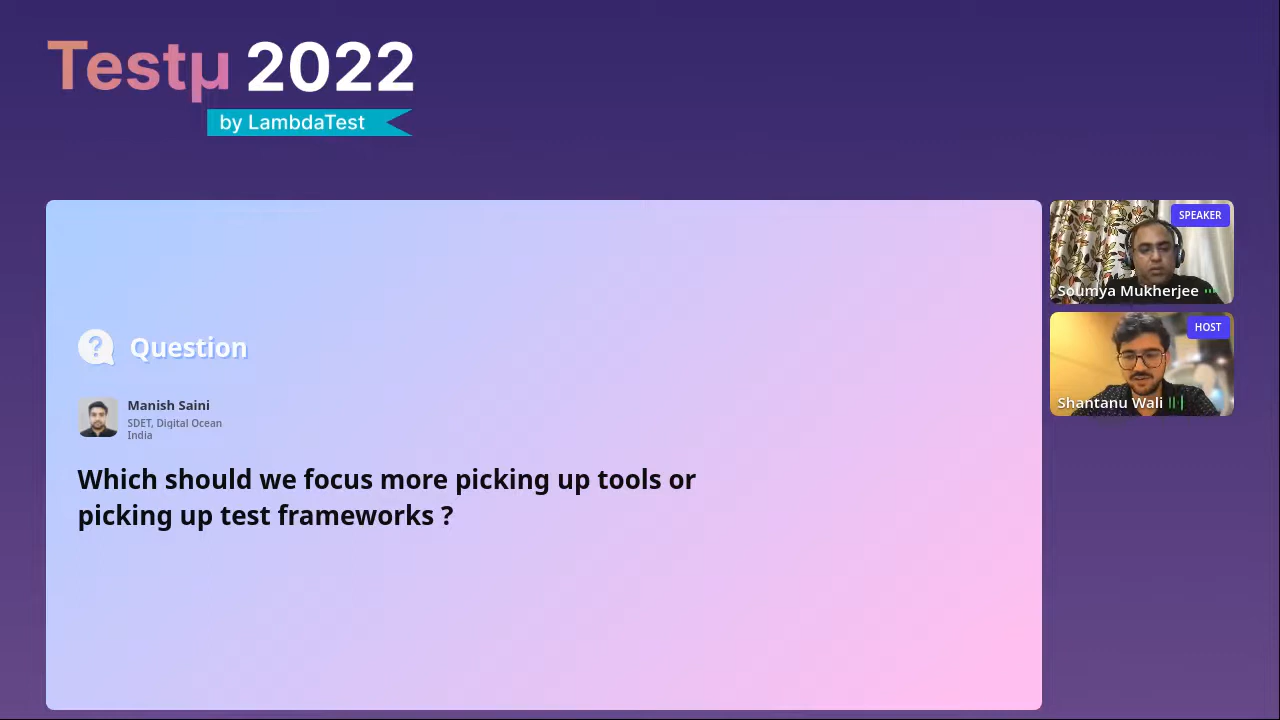 Testμ 2022
by LambdaTest
SPEAKER
Soumya Mukherjee
HOST
Shantanu Wali
Question
Manish Saini
SDET, Digital Ocean
India
Which should we focus more picking up tools or
picking up test frameworks ?